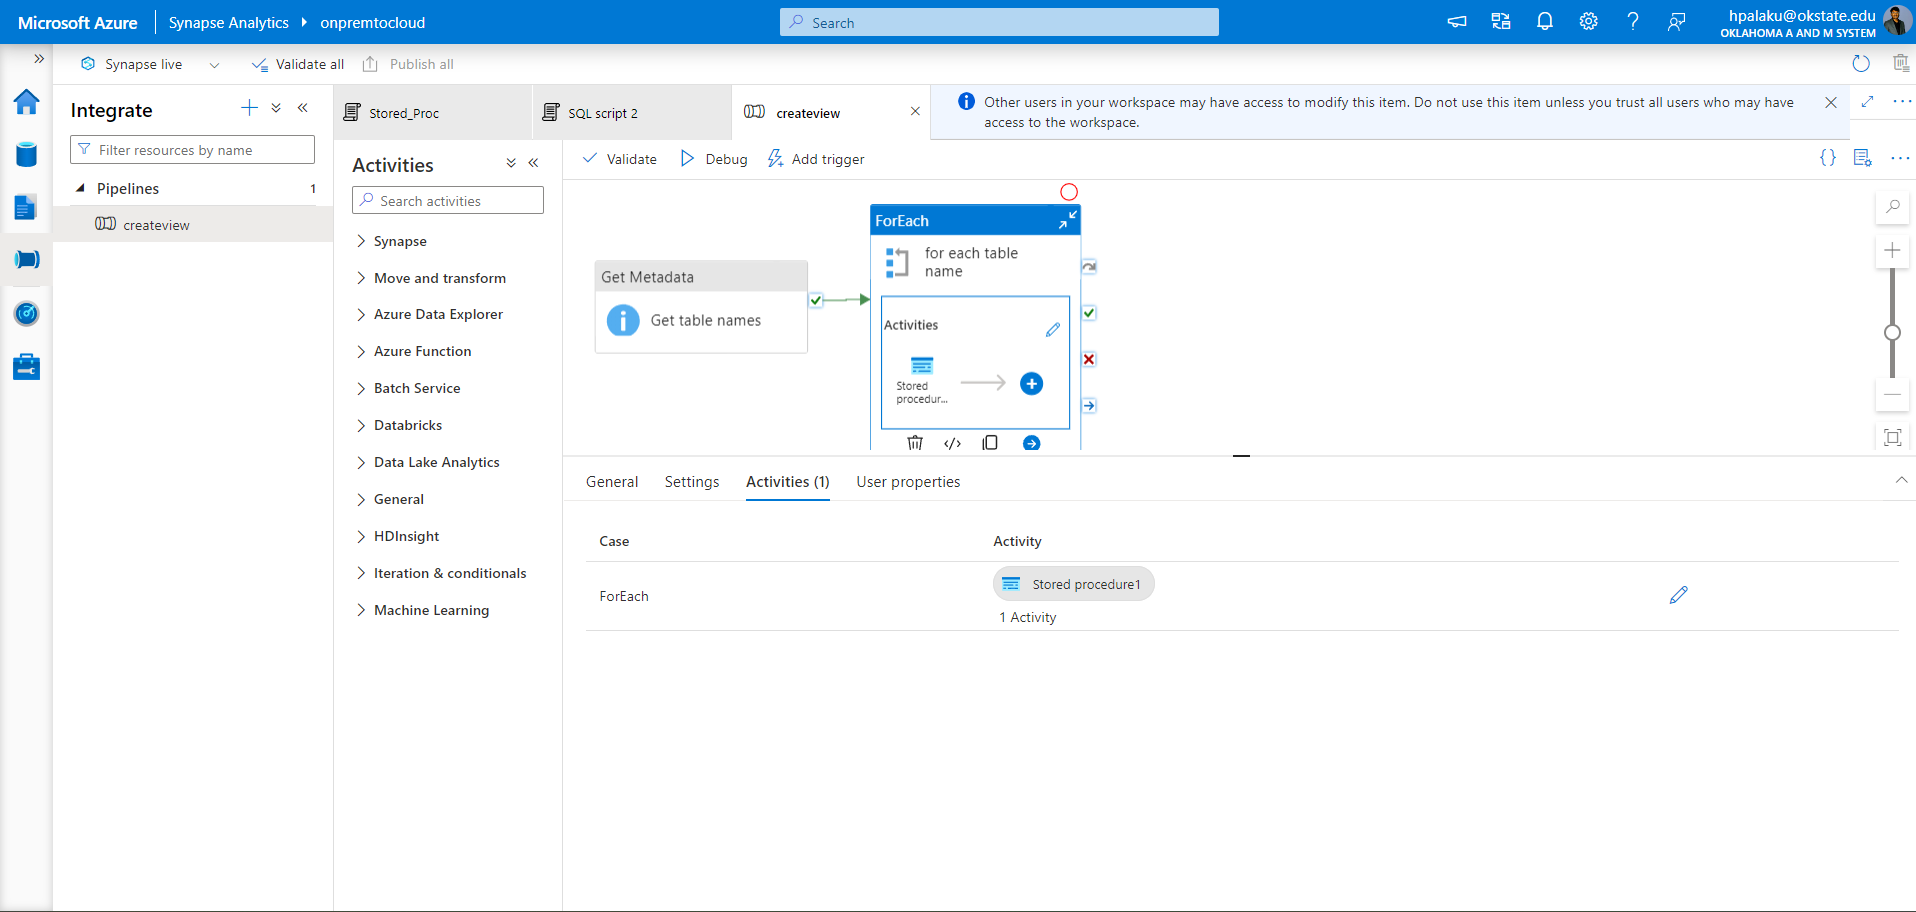 Microsoft Azure
Synapse Analytics
onpremtocloud
Search
hpalaku@okstate.edu
OKLAHOMA A AND M SYSTEM
Synapse live
Validate all
Publish all
Integrate
Filter resources by name
Pipelines
1
createview
Stored_Proc
SQL script 2
createview
Other users in your workspace may have access to modify this item. Do not use this item unless you trust all users who may have
access to the workspace.
Activities
Search activities
Synapse
Move and transform
Azure Data Explorer
Azure Function
Batch Service
Databricks
Data Lake Analytics
General
HDInsight
Iteration & conditionals
Machine Learning
Validate
Debug
Add trigger
Get Metadata
Get table names
ForEach
for each table
name
Activities
Stored
procedur...
General
Settings
Activities (1)
User properties
Case
Activity
ForEach
Stored procedure1
1 Activity